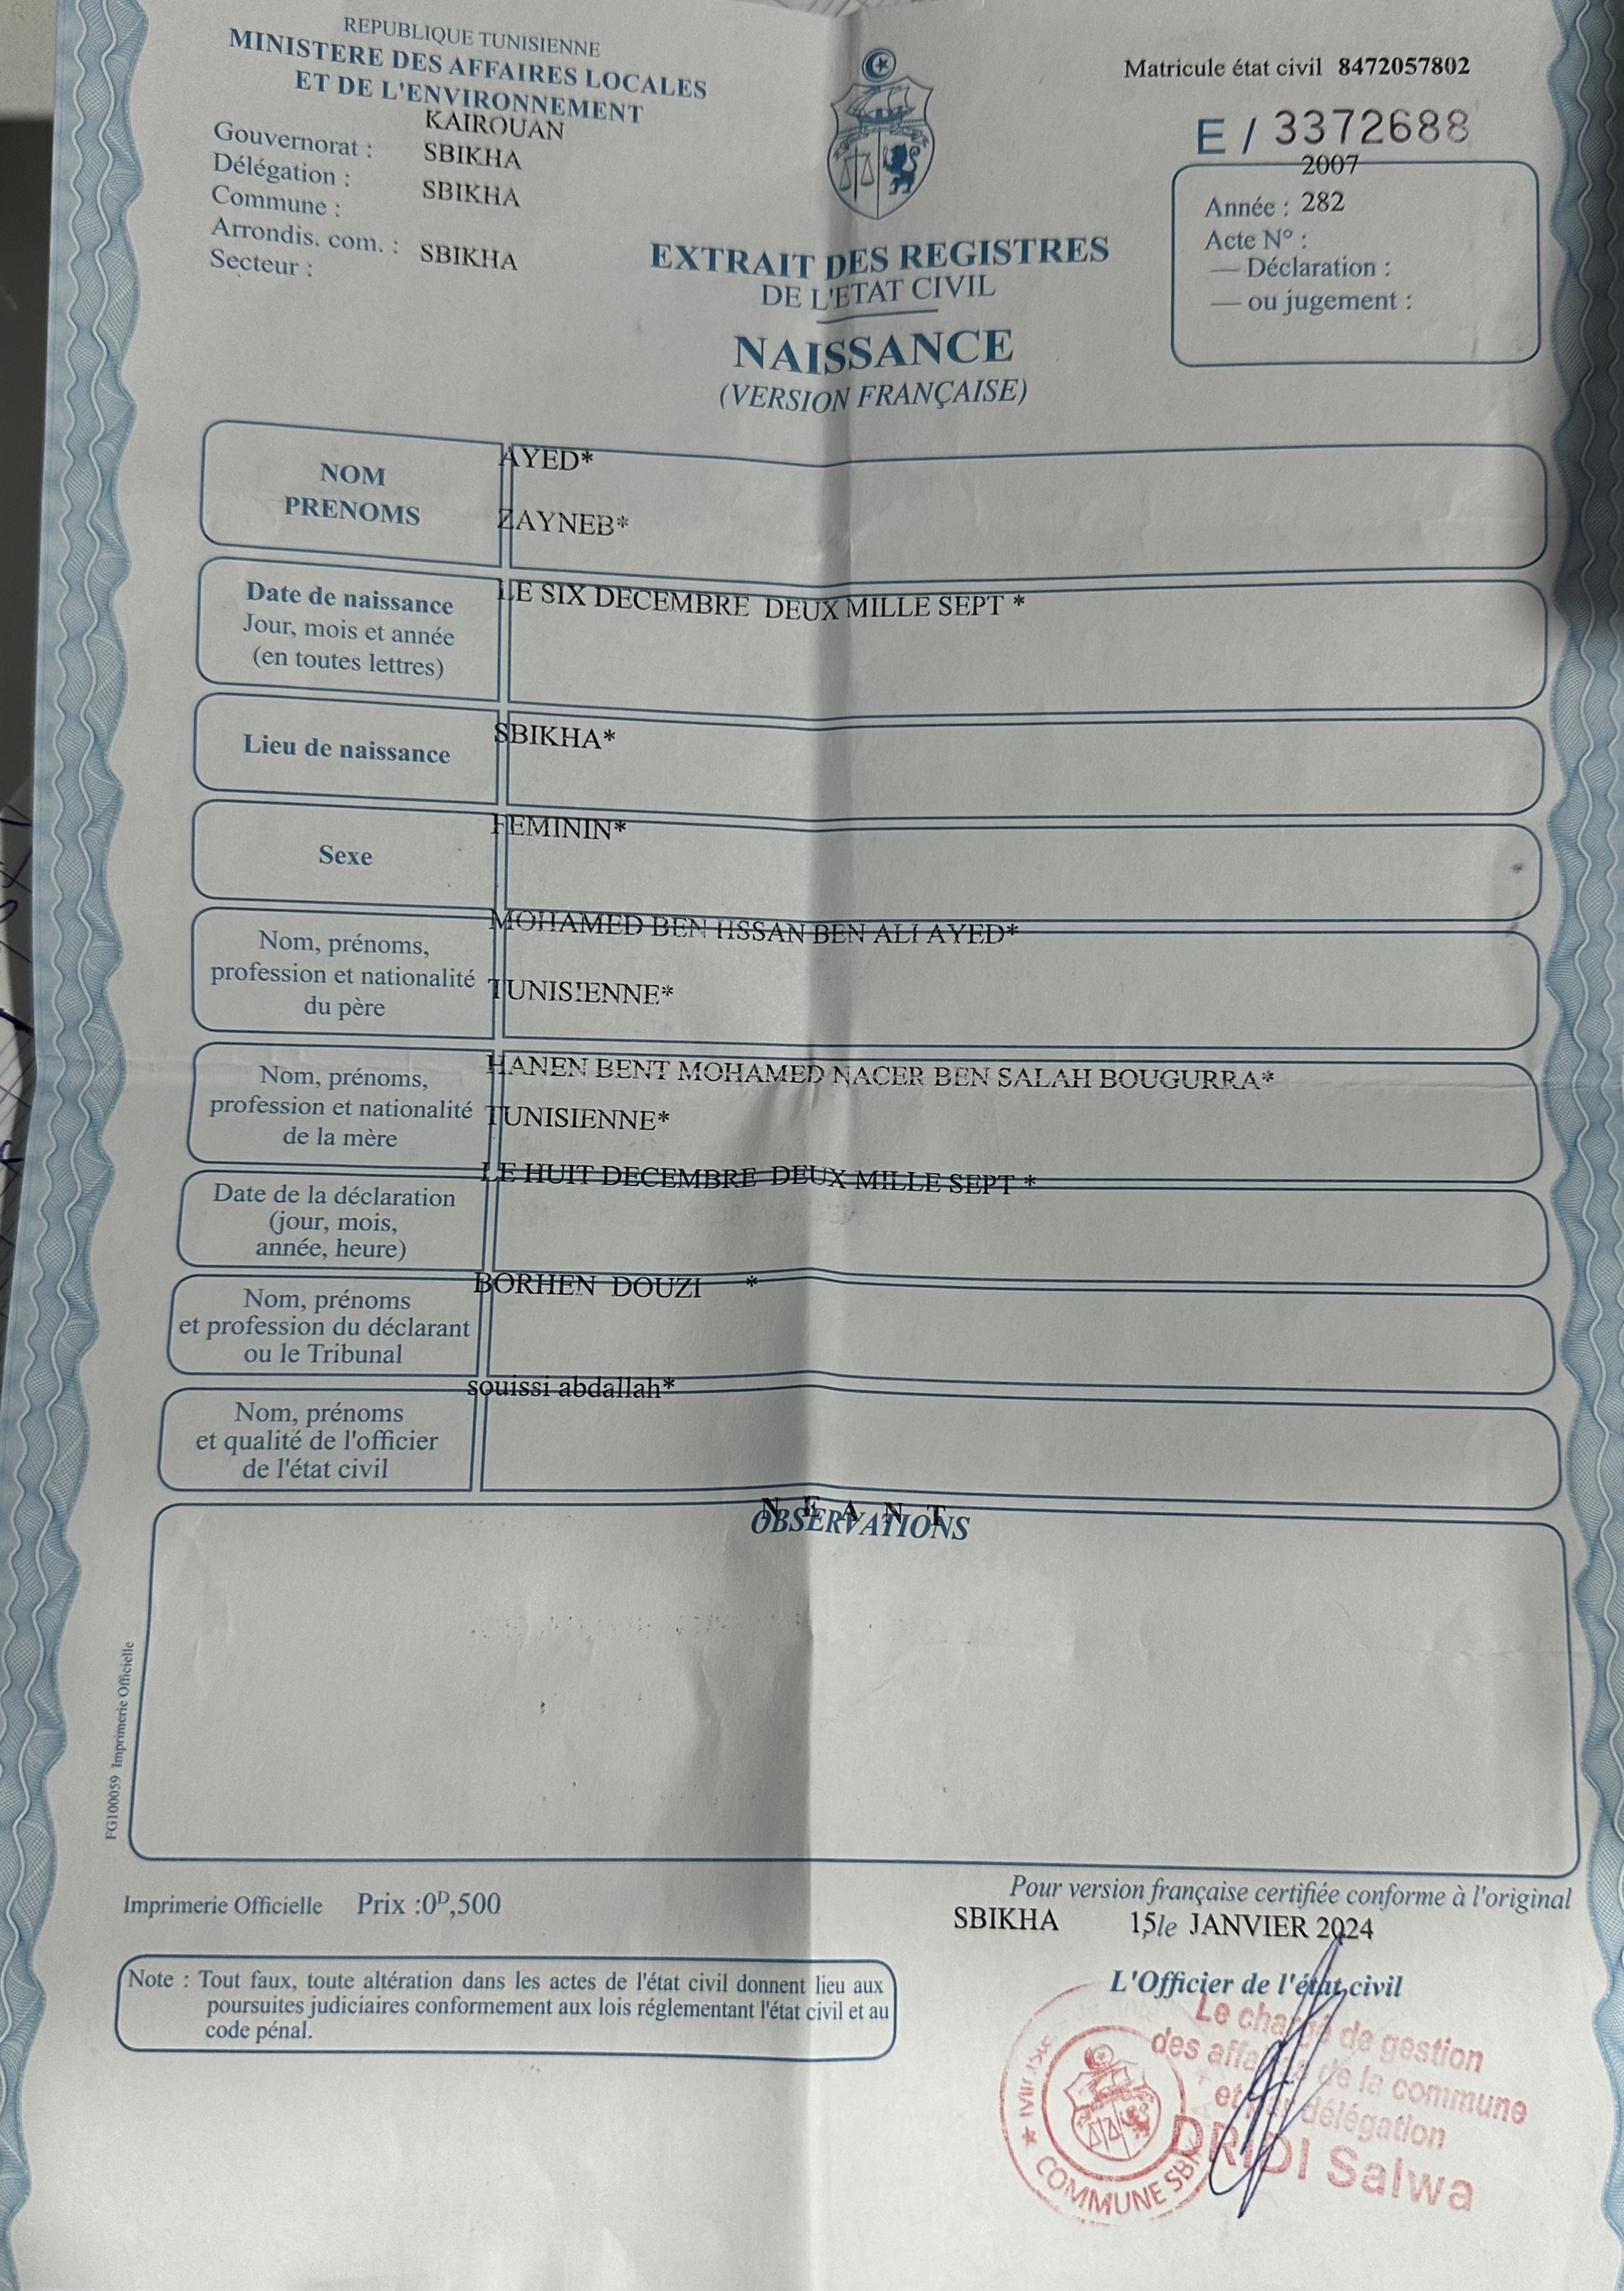 REPUBLIQUE TUNISIENNE
MINISTERE DES AFFAIRES LOCALES
ET DE L'ENVIRONNEMENT
Gouvernorat : KAIROUAN
Délégation : SBIKHA
Commune : SBIKHA
Arrondis. com. :
Secteur : SBIKHA
Matricule état civil 8472057802
E / 3372688
2007
Année : 282
Acte N° :
— Déclaration :
— ou jugement :
EXTRAIT DES REGISTRES
DE L'ETAT CIVIL
NAISSANCE
(VERSION FRANÇAISE)
NOM
PRENOMS
AYED*
ZAYNEB*
Date de naissance
Jour, mois et année
(en toutes lettres)
LE SIX DECEMBRE DEUX MILLE SEPT *
Lieu de naissance
SBIKHA*
Sexe
FEMININ*
Nom, prénoms,
profession et nationalité
du père
MOHAMED BEN HSSAN BEN ALI AYED*
TUNISIENNE*
Nom, prénoms,
profession et nationalité
de la mère
HANEN BENT MOHAMED NACER BEN SALAH BOUGURRA*
TUNISIENNE*
Date de la déclaration
(jour, mois,
année, heure)
LE HUIT DECEMBRE DEUX MILLE SEPT *
Nom, prénoms
et profession du déclarant
ou le Tribunal
BORHEN DOUZI *
Nom, prénoms
et qualité de l'officier
de l'état civil
souissi abdallah*
N E A N T
OBSERVATIONS
FG100059 Imprimerie Officielle
Imprimerie Officielle Prix :0D,500
Pour version française certifiée conforme à l'original
SBIKHA 15 le JANVIER 2024
Note : Tout faux, toute altération dans les actes de l'état civil donnent lieu aux
poursuites judiciaires conformement aux lois réglementant l'état civil et au
code pénal.
L'Officier de l'état civil
Le chargé de gestion
des affaires de la commune
et délégation
DRIDI Salwa
COMMUNE